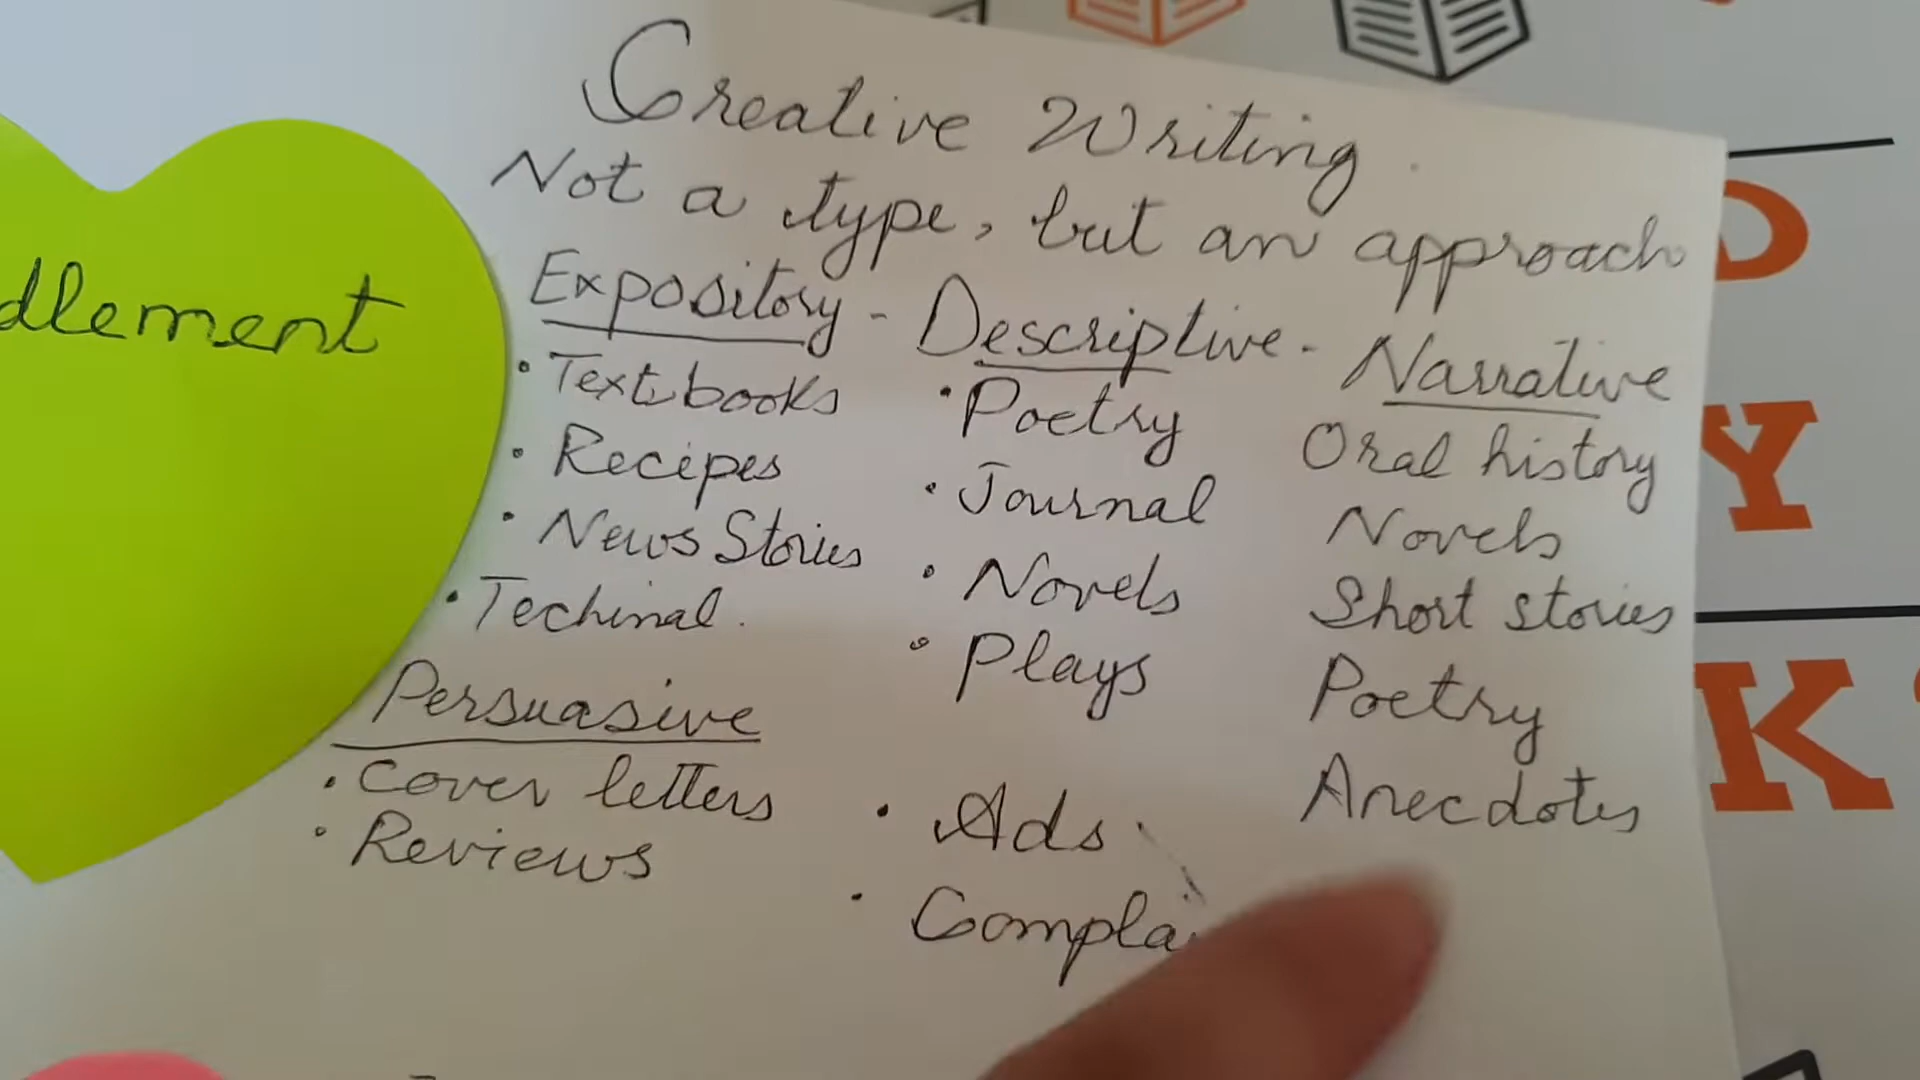 Creative Writing
Not a type, but an approach
Expository - Descriptive - Narrative
• Textbooks
• Recipes
• News Stories
• Techinal.
• Poetry
• Journal
• Novels
• Plays
Oral history
Novels
Short stories
Poetry
Anecdotes
Persuasive
• Cover letters
• Reviews
• Ads
• Compla
dlement
D
Y
K